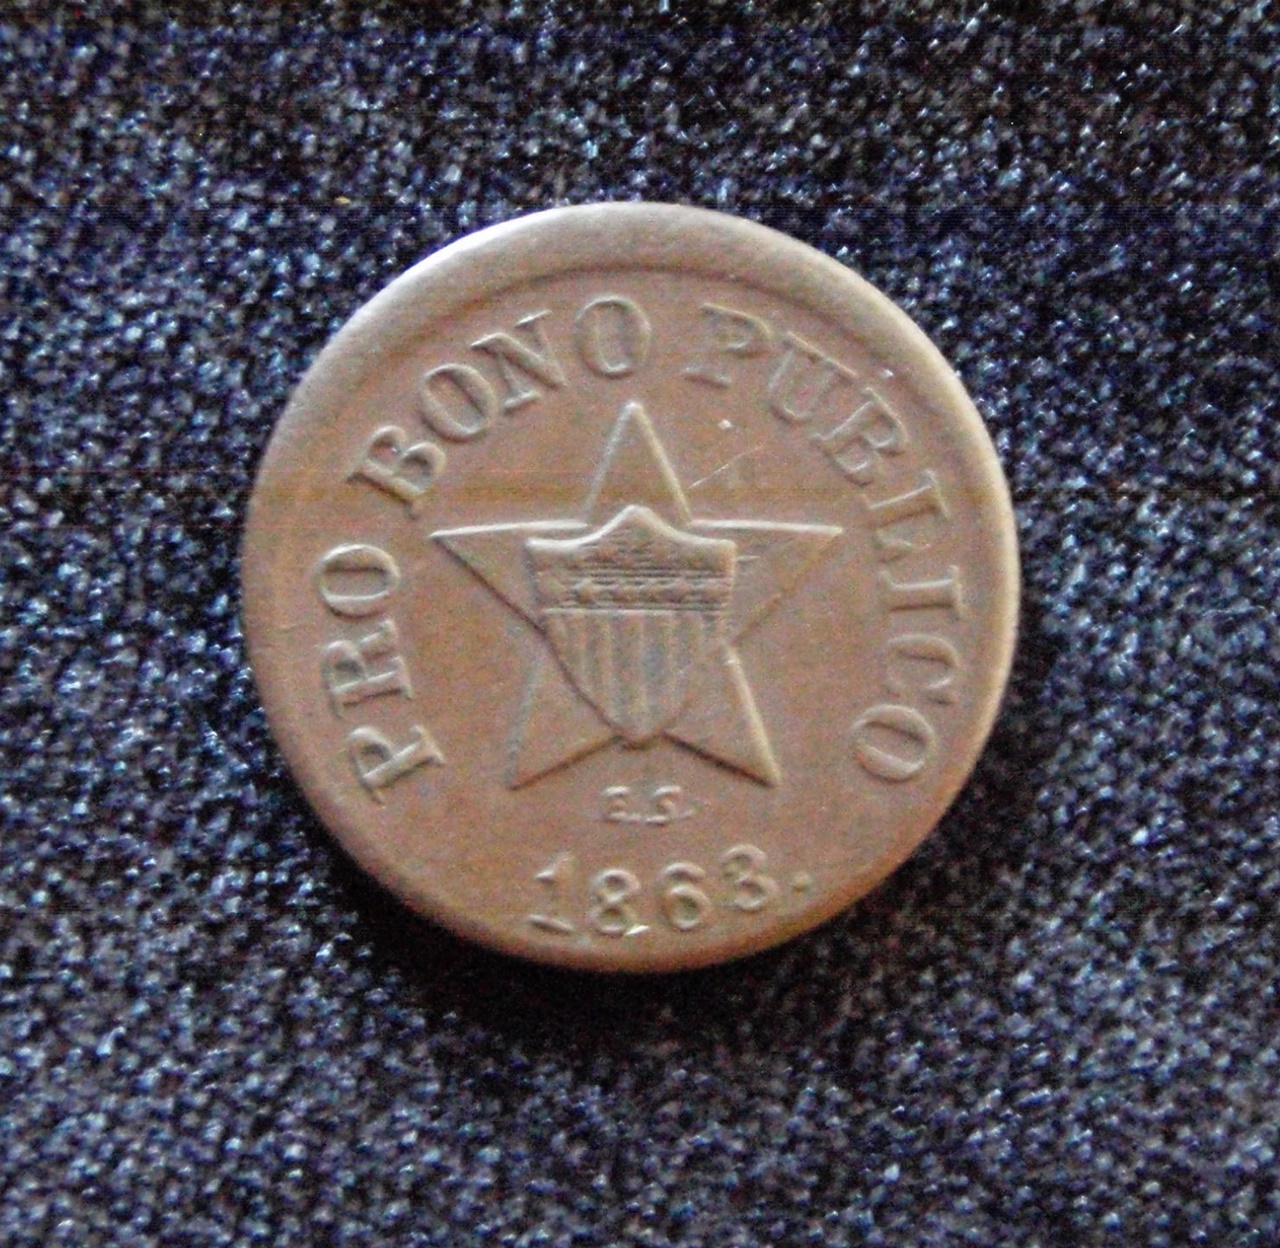 PRO BONO PUBLICO
E.S.
1863.